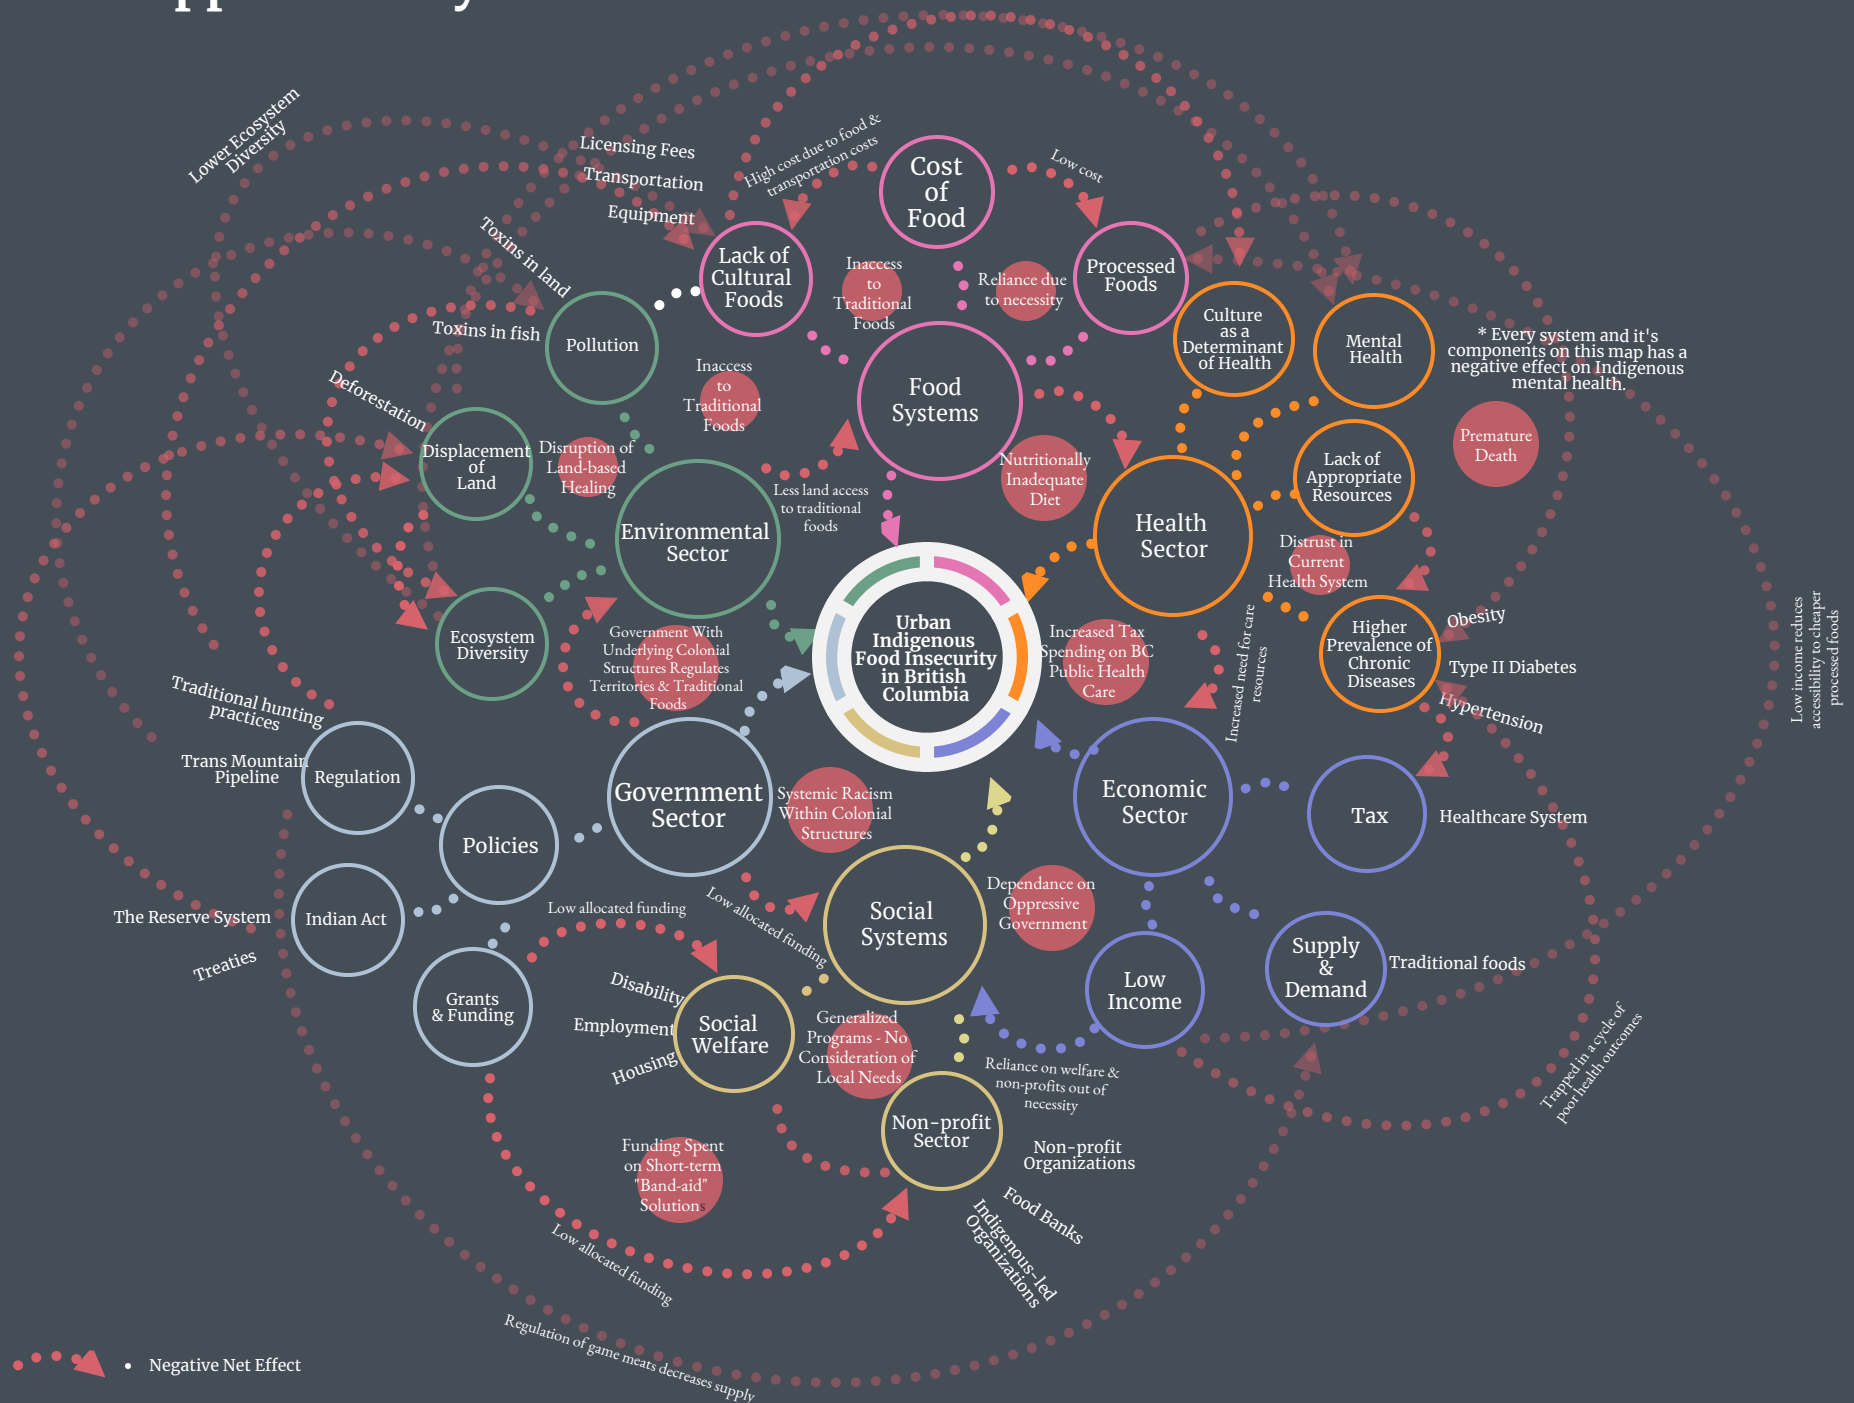 Lower Ecosystem
Diversity
Licensing Fees
Transportation
Equipment
High cost due to food &
transportation costs
Cost
of
Food
Low cost
Toxins in land
Toxins in fish
Pollution
Lack of
Cultural
Foods
Inaccess
to
Traditional
Foods
Reliance due
to necessity
Processed
Foods
Culture
as a
Determinant
of Health
Mental
Health
* Every system and it's
components on this map has a
negative effect on Indigenous
mental health.
Deforestation
Displacement
of
Land
Disruption of
Land-based
Healing
Inaccess
to
Traditional
Foods
Food
Systems
Nutritionally
Inadequate
Diet
Lack of
Appropriate
Resources
Premature
Death
Environmental
Sector
Less land access
to traditional
foods
Health
Sector
Distrust in
Current
Health System
Ecosystem
Diversity
Government With
Underlying Colonial
Structures Regulates
Territories & Traditional
Foods
Urban
Indigenous
Food Insecurity
in British
Columbia
Increased Tax
Spending on BC
Public Health
Care
Increased need for care
resources
Higher
Prevalence of
Chronic
Diseases
Obesity
Type II Diabetes
Hypertension
Low income reduces
accessibility to cheaper
processed foods
Traditional hunting
practices
Trans Mountain
Pipeline
Regulation
Policies
Government
Sector
Systemic Racism
Within Colonial
Structures
Economic
Sector
Tax
Healthcare System
The Reserve System
Treaties
Indian Act
Grants
& Funding
Low allocated funding
Low allocated funding
Social
Systems
Dependance on
Oppressive
Government
Low
Income
Supply
&
Demand
Traditional foods
Disability
Employment
Housing
Social
Welfare
Generalized
Programs - No
Consideration of
Local Needs
Reliance on welfare &
non-profits out of
necessity
Trapped in a cycle of
poor health outcomes
Non-profit
Sector
Non-profit
Organizations
Food Banks
Indigenous-led
Organizations
Funding Spent
on Short-term
"Band-aid"
Solutions
Low allocated funding
Regulation of game meats decreases supply
Negative Net Effect